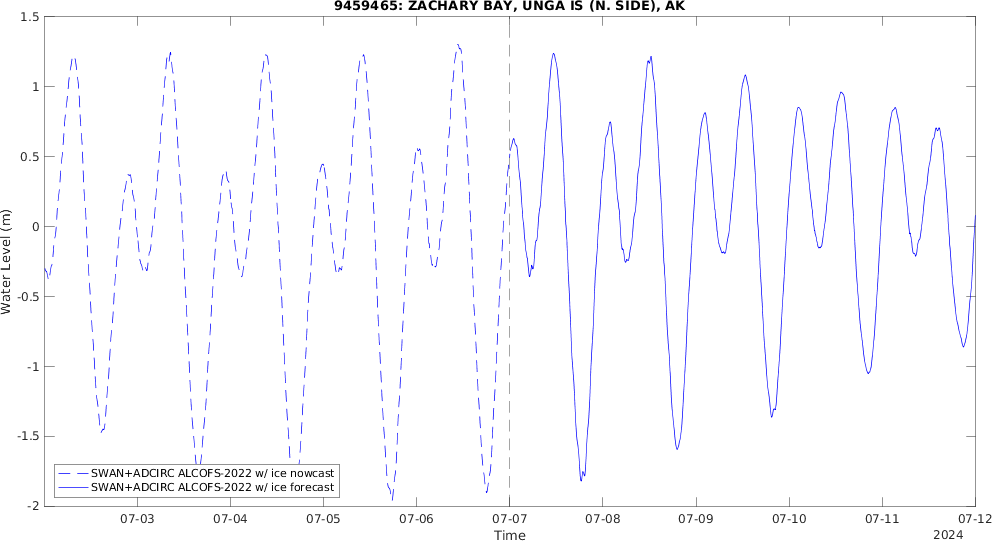 9459465: ZACHARY BAY, UNGA IS (N. SIDE), AK
1.5
1
0.5
0
-0.5
-1
-1.5
-2
Water Level (m)
SWAN+ADCIRC ALCOFS-2022 w/ ice nowcast
SWAN+ADCIRC ALCOFS-2022 w/ ice forecast
07-03 07-04 07-05 07-06 07-07 07-08 07-09 07-10 07-11 07-12
Time
2024